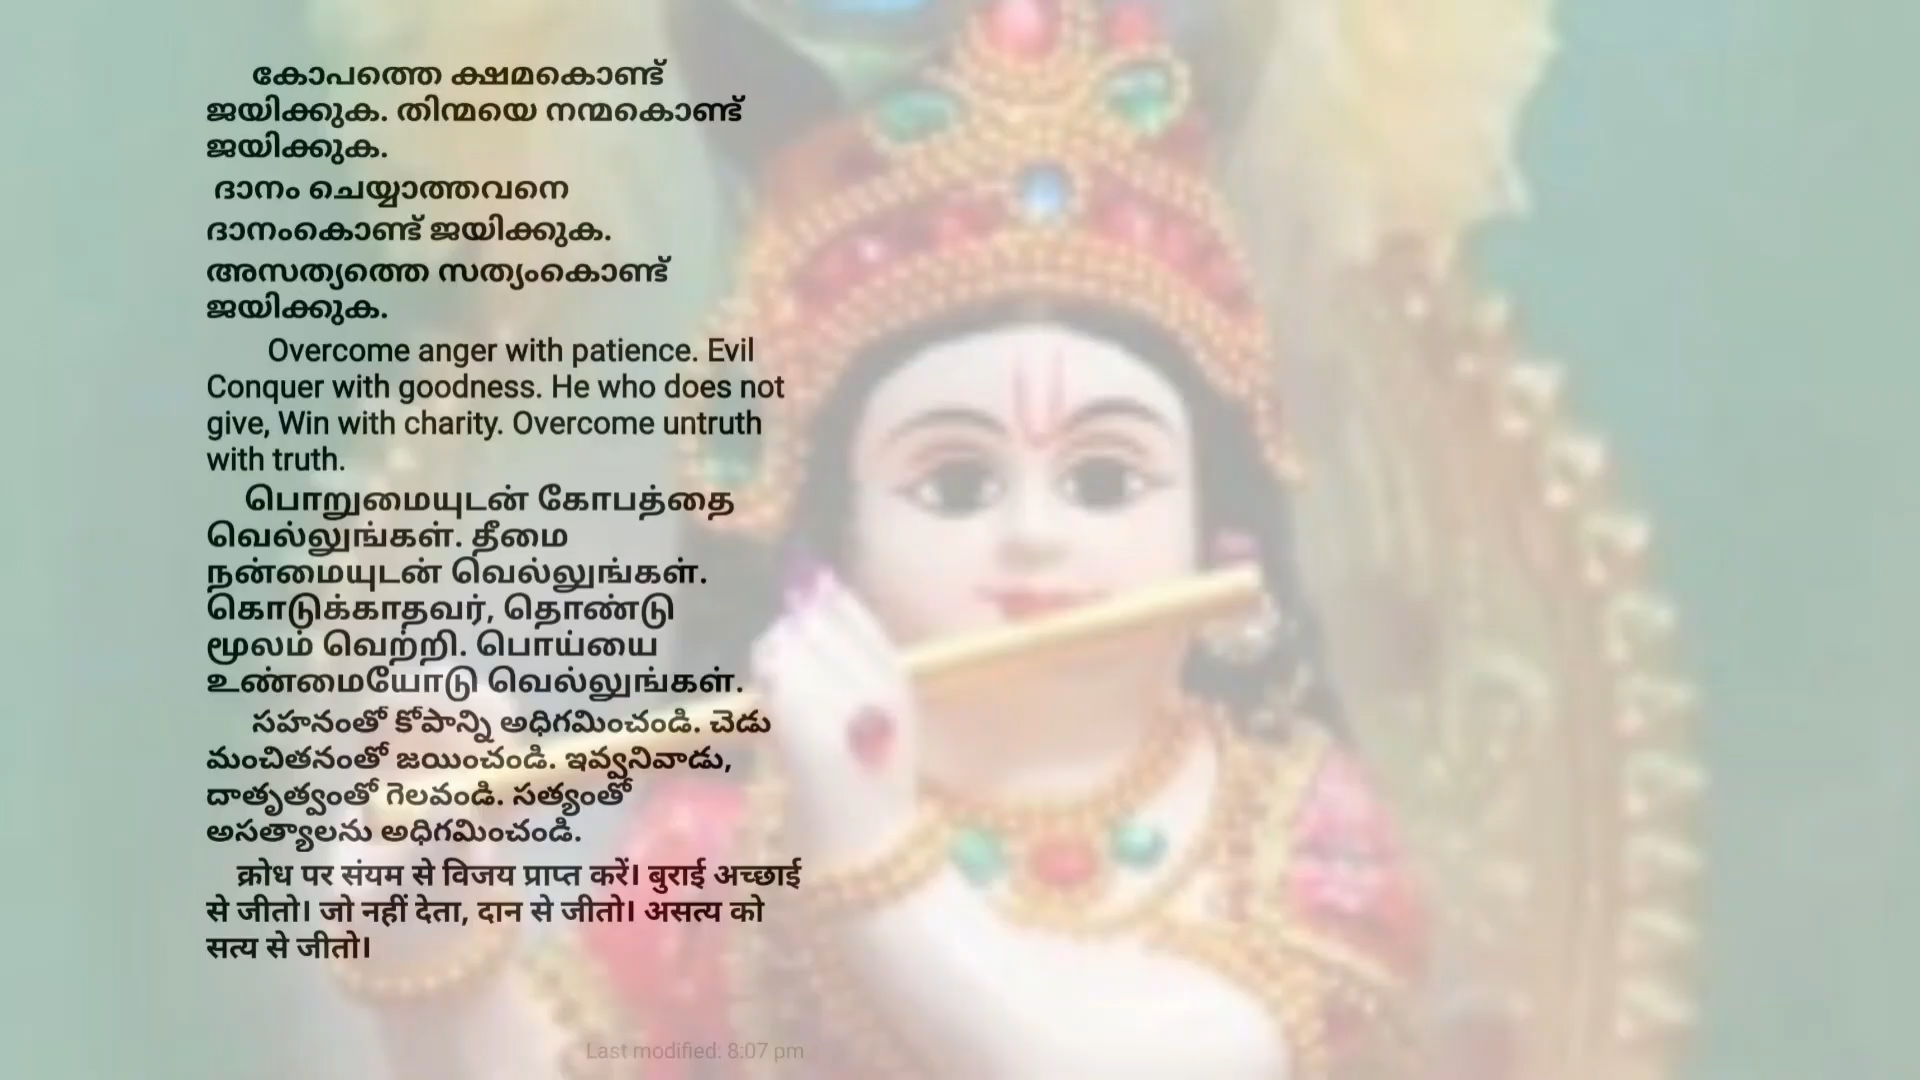 കോപത്തെ ക്ഷമകൊണ്ട്
ജയിക്കുക. തിന്മയെ നന്മകൊണ്ട്
ജയിക്കുക.
ദാനം ചെയ്യാത്തവനെ
ദാനംകൊണ്ട് ജയിക്കുക.
അസത്യത്തെ സത്യംകൊണ്ട്
ജയിക്കുക.
Overcome anger with patience. Evil
Conquer with goodness. He who does not
give, Win with charity. Overcome untruth
with truth.
பொறுமையுடன் கோபத்தை
வெல்லுங்கள். தீமை
நன்மையுடன் வெல்லுங்கள்.
கொடுக்காதவர், தொண்டு
மூலம் வெற்றி. பொய்யை
உண்மையோடு வெல்லுங்கள்.
సహనంతో కోపాన్ని అధిగమించండి. చెడు
మంచితనంతో జయించండి. ఇవ్వనివాడు,
దాతృత్వంతో గెలవండి. సత్యంతో
అసత్యాలను అధిగమించండి.
क्रोध पर संयम से विजय प्राप्त करें। बुराई अच्छाई
से जीतो। जो नहीं देता, दान से जीतो। असत्य को
सत्य से जीतो।
Last modified: 8:07 pm